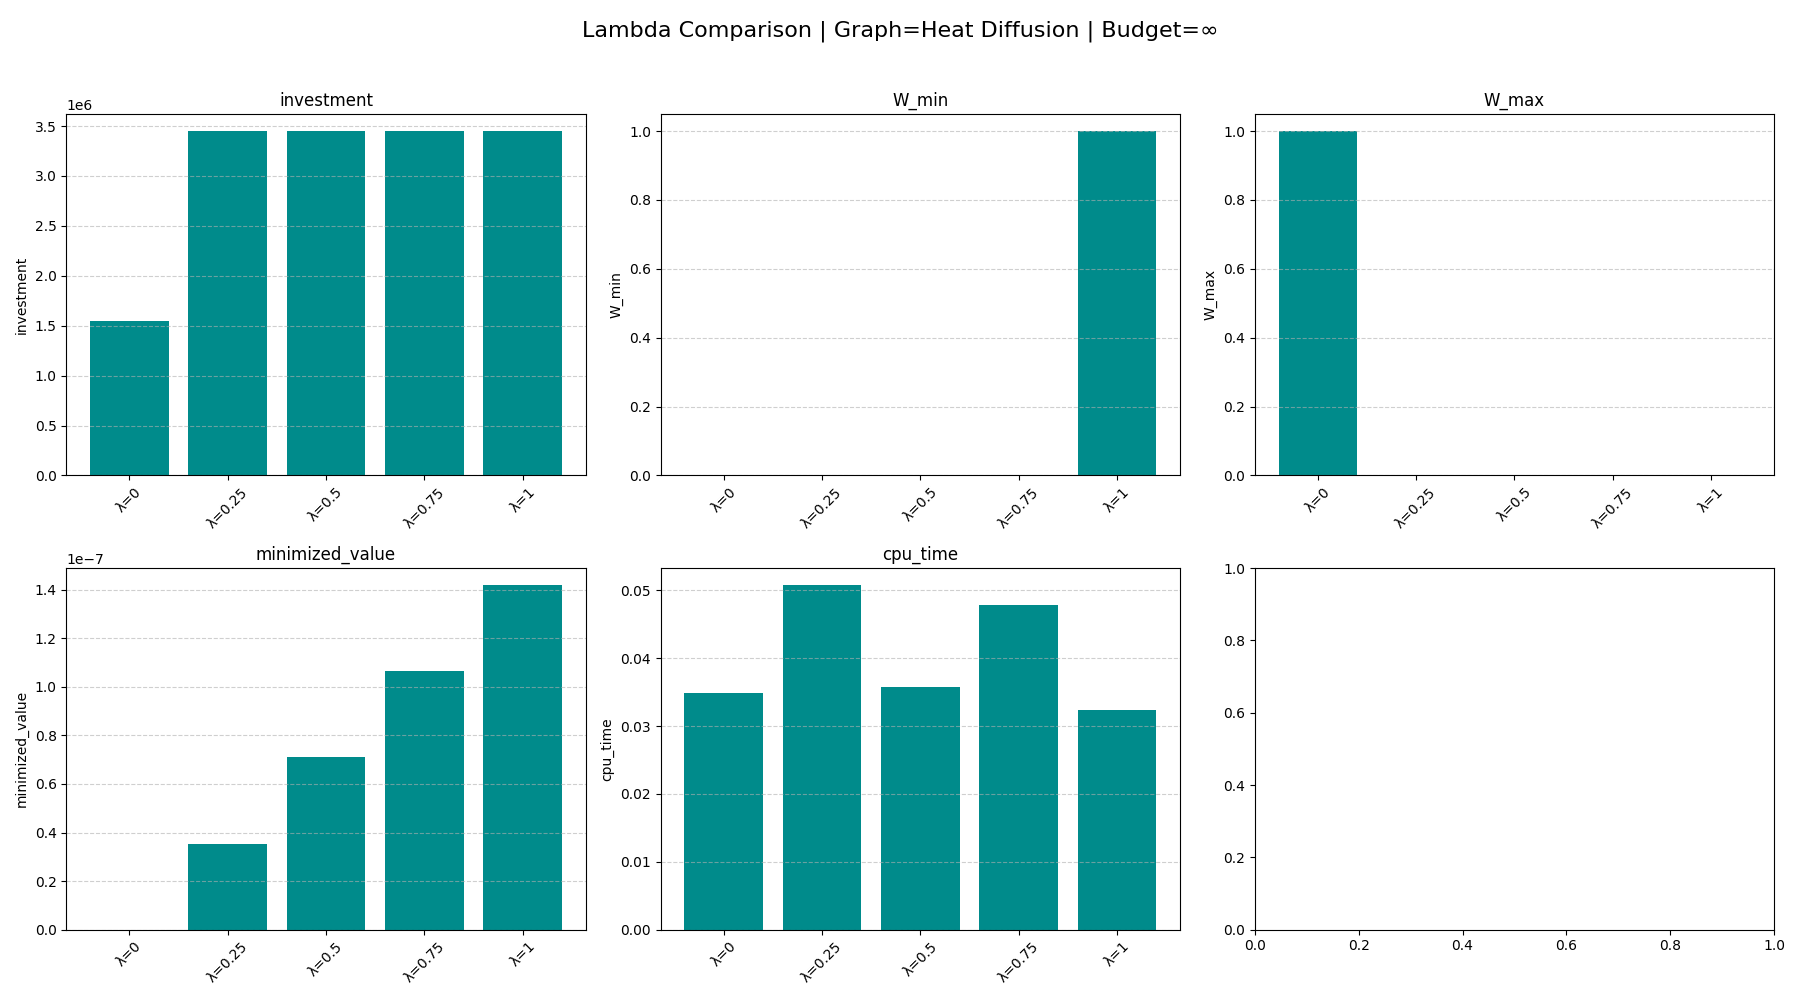 Lambda Comparison | Graph=Heat Diffusion | Budget=∞
investment
1e6
3.5
3.0
2.5
2.0
1.5
1.0
0.5
0.0
investment
λ=0
λ=0.25
λ=0.5
λ=0.75
λ=1
W_min
1.0
0.8
0.6
0.4
0.2
0.0
W_min
λ=0
λ=0.25
λ=0.5
λ=0.75
λ=1
W_max
1.0
0.8
0.6
0.4
0.2
0.0
W_max
λ=0
λ=0.25
λ=0.5
λ=0.75
λ=1
minimized_value
1e−7
1.4
1.2
1.0
0.8
0.6
0.4
0.2
0.0
minimized_value
λ=0
λ=0.25
λ=0.5
λ=0.75
λ=1
cpu_time
0.05
0.04
0.03
0.02
0.01
0.00
cpu_time
λ=0
λ=0.25
λ=0.5
λ=0.75
λ=1
1.0
0.8
0.6
0.4
0.2
0.0
0.0 0.2 0.4 0.6 0.8 1.0